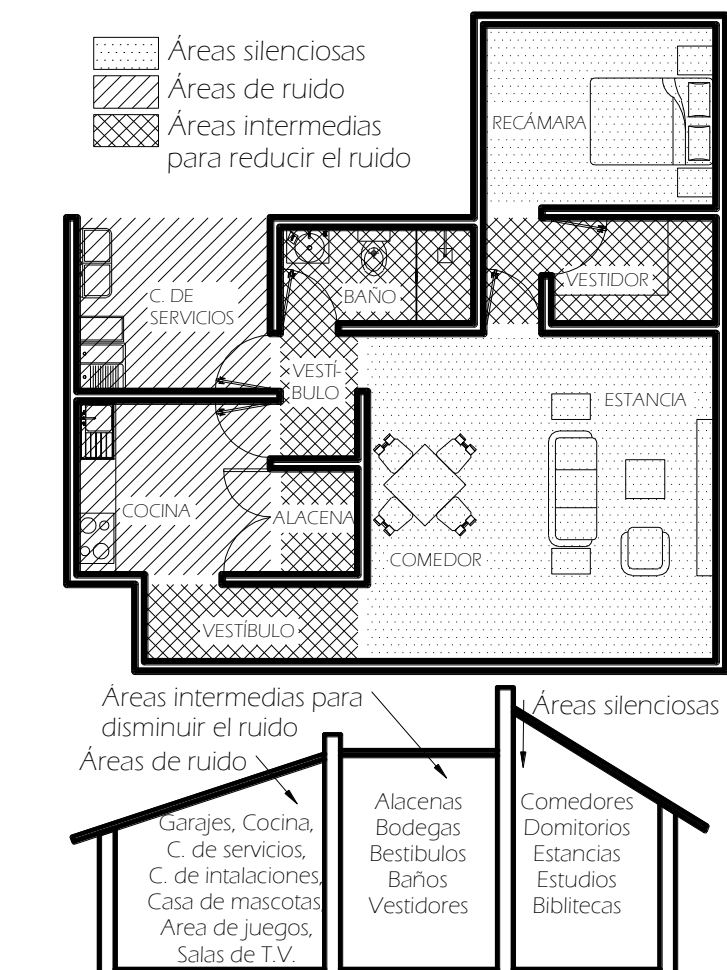 Áreas silenciosas
Áreas de ruido
Áreas intermedias
para reducir el ruido
RECÁMARA
C. DE
SERVICIOS
BAÑO
VESTIDOR
VESTÍ-
BULO
ESTANCIA
COCINA
ALACENA
COMEDOR
VESTÍBULO
Áreas intermedias para
disminuir el ruido
Áreas silenciosas
Áreas de ruido
Garajes, Cocina,
C. de servicios,
C. de intalaciones,
Casa de mascotas,
Area de juegos,
Salas de T.V.
Alacenas
Bodegas
Bestibulos
Baños
Vestidores
Comedores
Domitorios
Estancias
Estudios
Biblitecas